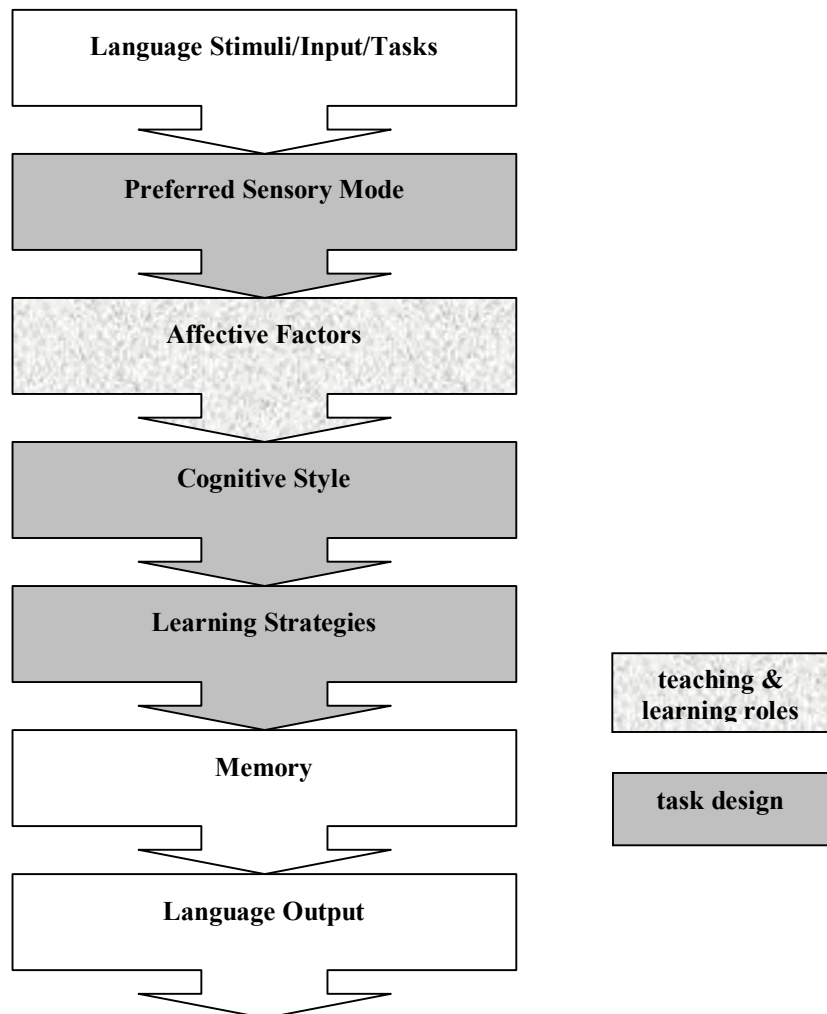 Language Stimuli/Input/Tasks
Preferred Sensory Mode
Affective Factors
Cognitive Style
Learning Strategies
Memory
Language Output
teaching &
learning roles
task design